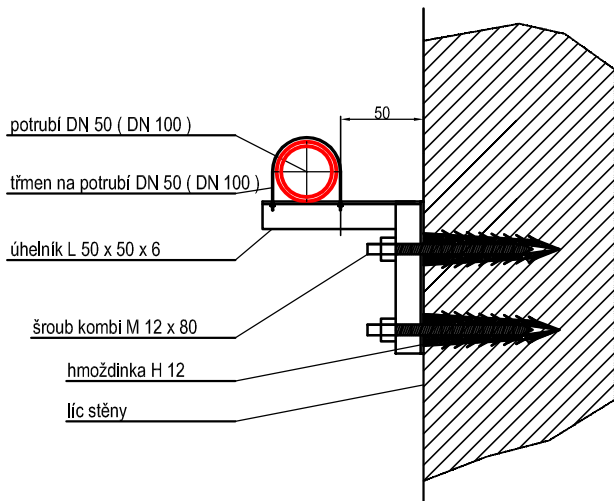 50
potrubí DN 50 ( DN 100 )
třmen na potrubí DN 50 ( DN 100 )
úhelník L 50 x 50 x 6
šroub kombi M 12 x 80
hmoždinka H 12
líc stěny